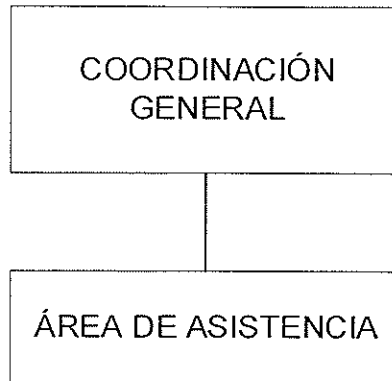 COORDINACIÓN
GENERAL
ÁREA DE ASISTENCIA